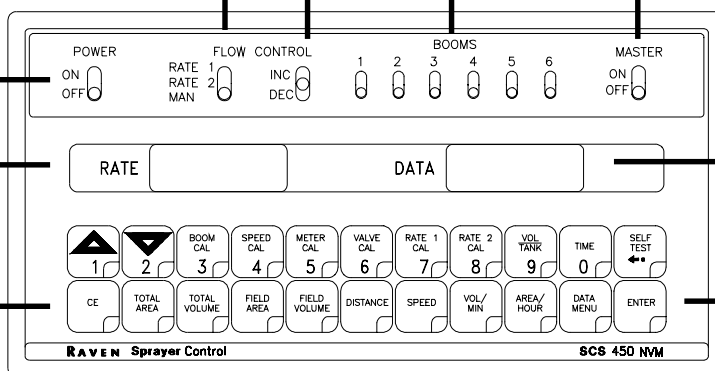 POWER
FLOW CONTROL
BOOMS
MASTER
ON
OFF
RATE 1
RATE 2
MAN
INC
DEC
1 2 3 4 5 6
ON
OFF
RATE
DATA
1
2
BOOM
CAL
3
SPEED
CAL
4
METER
CAL
5
VALVE
CAL
6
RATE 1
CAL
7
RATE 2
CAL
8
VOL
TANK
9
TIME
0
SELF
TEST
CE
TOTAL
AREA
TOTAL
VOLUME
FIELD
AREA
FIELD
VOLUME
DISTANCE
SPEED
VOL/
MIN
AREA/
HOUR
DATA
MENU
ENTER
RAVEN Sprayer Control
SCS 450 NVM